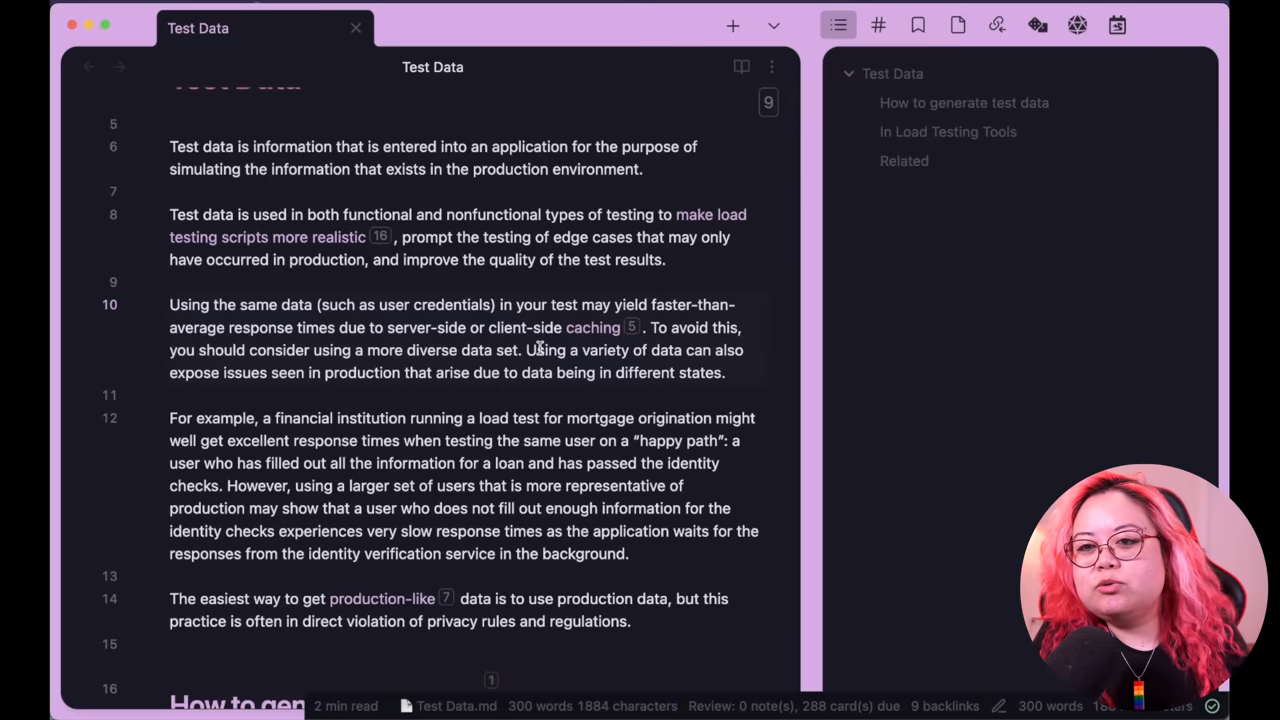 Test Data
Test Data
Test Data
9
5
6
Test data is information that is entered into an application for the purpose of
simulating the information that exists in the production environment.
7
8
Test data is used in both functional and nonfunctional types of testing to make load
testing scripts more realistic 16 , prompt the testing of edge cases that may only
have occurred in production, and improve the quality of the test results.
9
10
Using the same data (such as user credentials) in your test may yield faster-than-
average response times due to server-side or client-side caching 5 . To avoid this,
you should consider using a more diverse data set. Using a variety of data can also
expose issues seen in production that arise due to data being in different states.
11
12
For example, a financial institution running a load test for mortgage origination might
well get excellent response times when testing the same user on a “happy path”: a
user who has filled out all the information for a loan and has passed the identity
checks. However, using a larger set of users that is more representative of
production may show that a user who does not fill out enough information for the
identity checks experiences very slow response times as the application waits for the
responses from the identity verification service in the background.
13
14
The easiest way to get production-like 7 data is to use production data, but this
practice is often in direct violation of privacy rules and regulations.
15
1
16
How to gen
2 min read Test Data.md 300 words 1884 characters Review: 0 note(s), 288 card(s) due 9 backlinks 300 words
Test Data
How to generate test data
In Load Testing Tools
Related